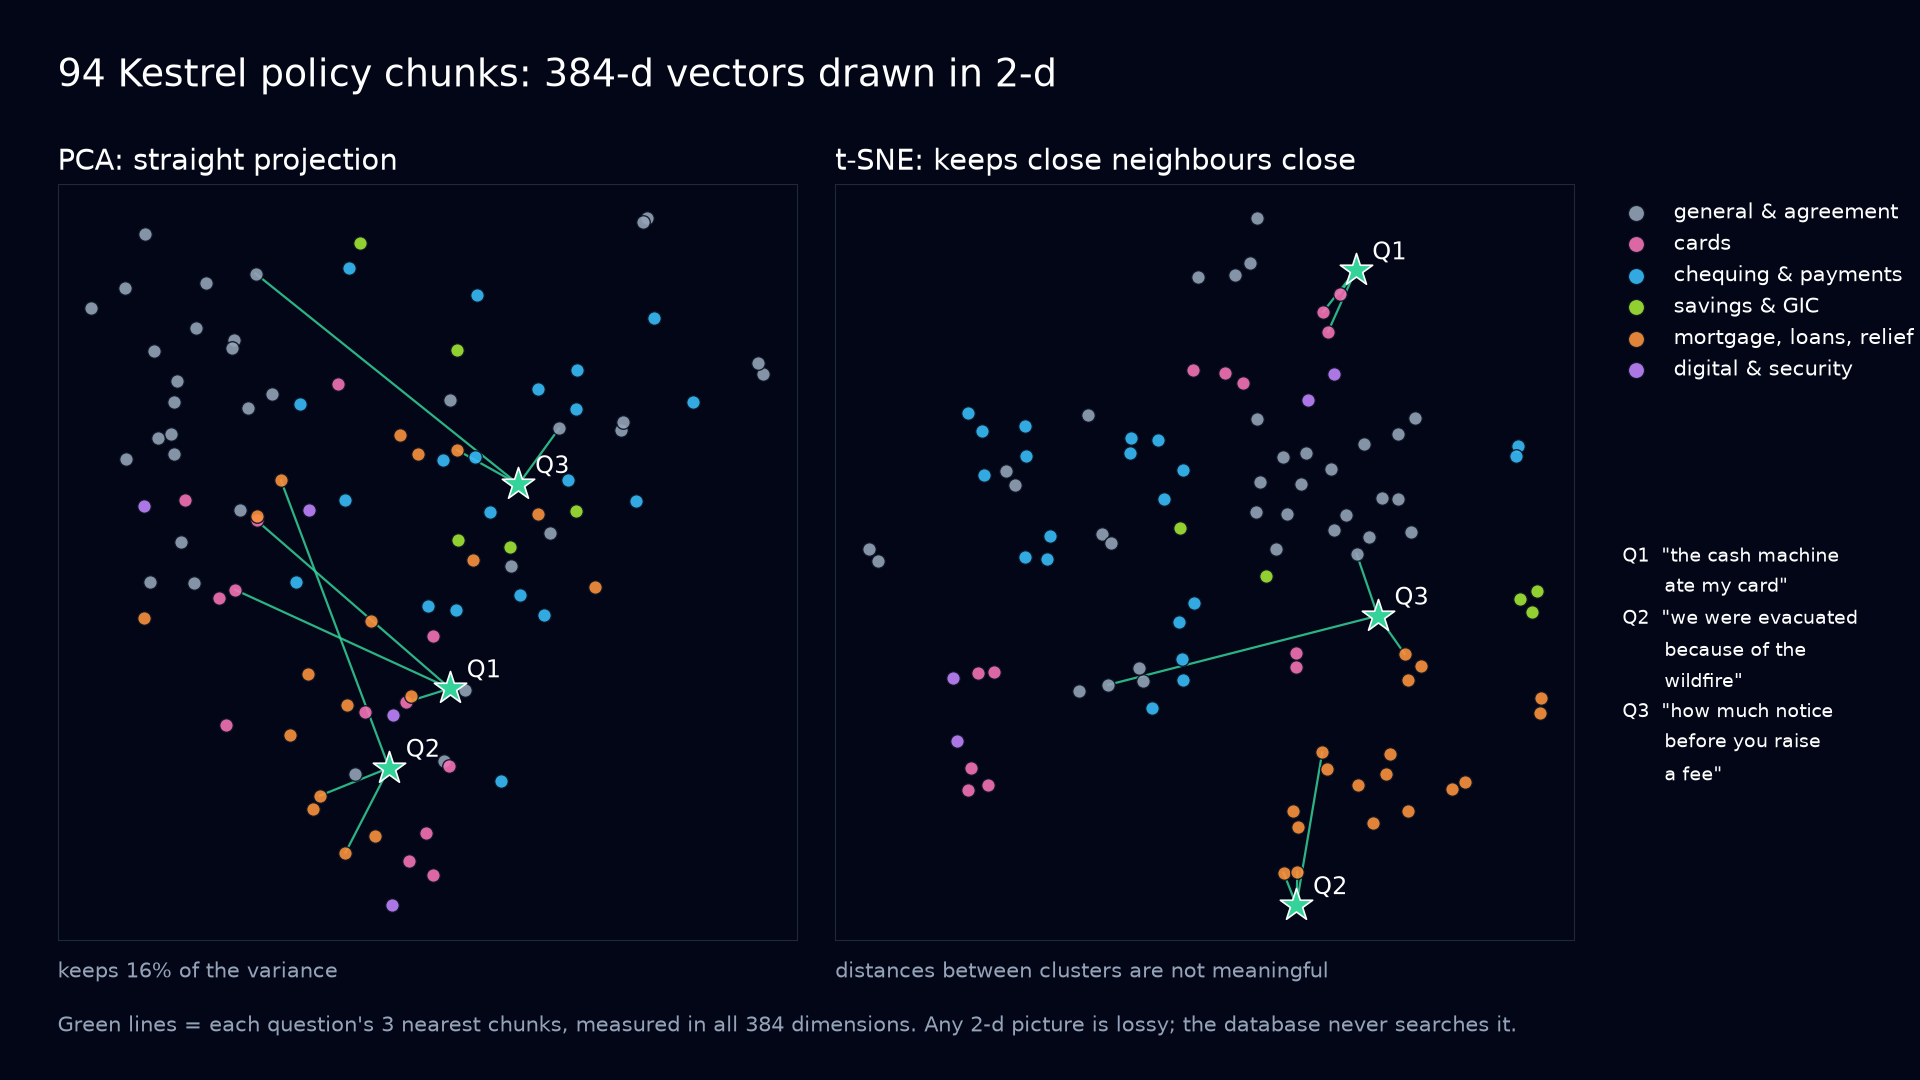 94 Kestrel policy chunks: 384-d vectors drawn in 2-d
PCA: straight projection
Q3
Q1
Q2
keeps 16% of the variance
t-SNE: keeps close neighbours close
Q1
Q3
Q2
distances between clusters are not meaningful
general & agreement
cards
chequing & payments
savings & GIC
mortgage, loans, relief
digital & security
Q1 "the cash machine
ate my card"
Q2 "we were evacuated
because of the
wildfire"
Q3 "how much notice
before you raise
a fee"
Green lines = each question's 3 nearest chunks, measured in all 384 dimensions. Any 2-d picture is lossy; the database never searches it.